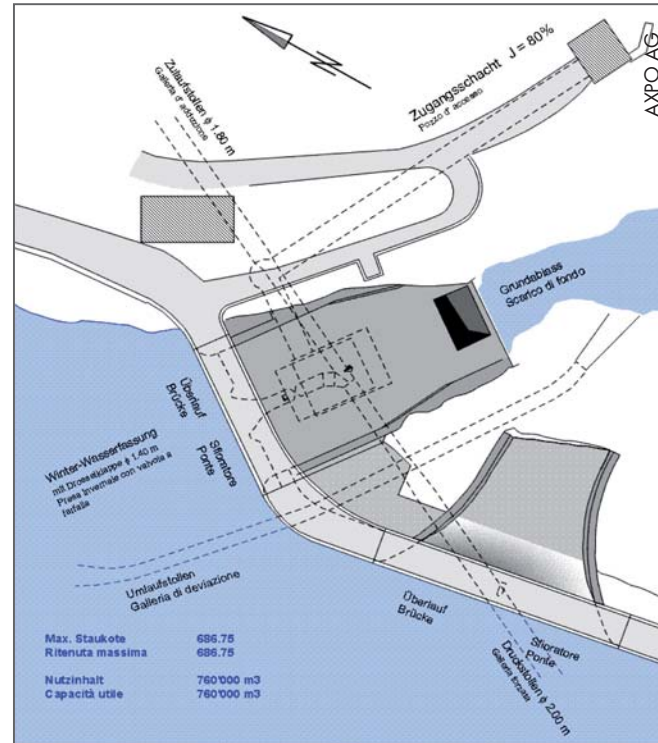 AXPO AG
N
Zulaufstollen ϕ 1.80 m
Galleria d' adduzione
Zugangsschacht J = 80%
Pozzo d' accesso
Grundablass
Scarico di fondo
Überlauf
Brücke
Sfioratore
Ponte
Winter-Wasserfassung
mit Drosselklappe ϕ 1.40 m
Presa invernale con valvola a
farfalla
Umlaufstollen
Galleria di deviazione
Überlauf
Brücke
Sfioratore
Ponte
Druckstollen ϕ 2.00 m
Galleria forzata
Max. Staukote 686.75
Ritenuta massima 686.75
Nutzinhalt 760'000 m3
Capacità utile 760'000 m3